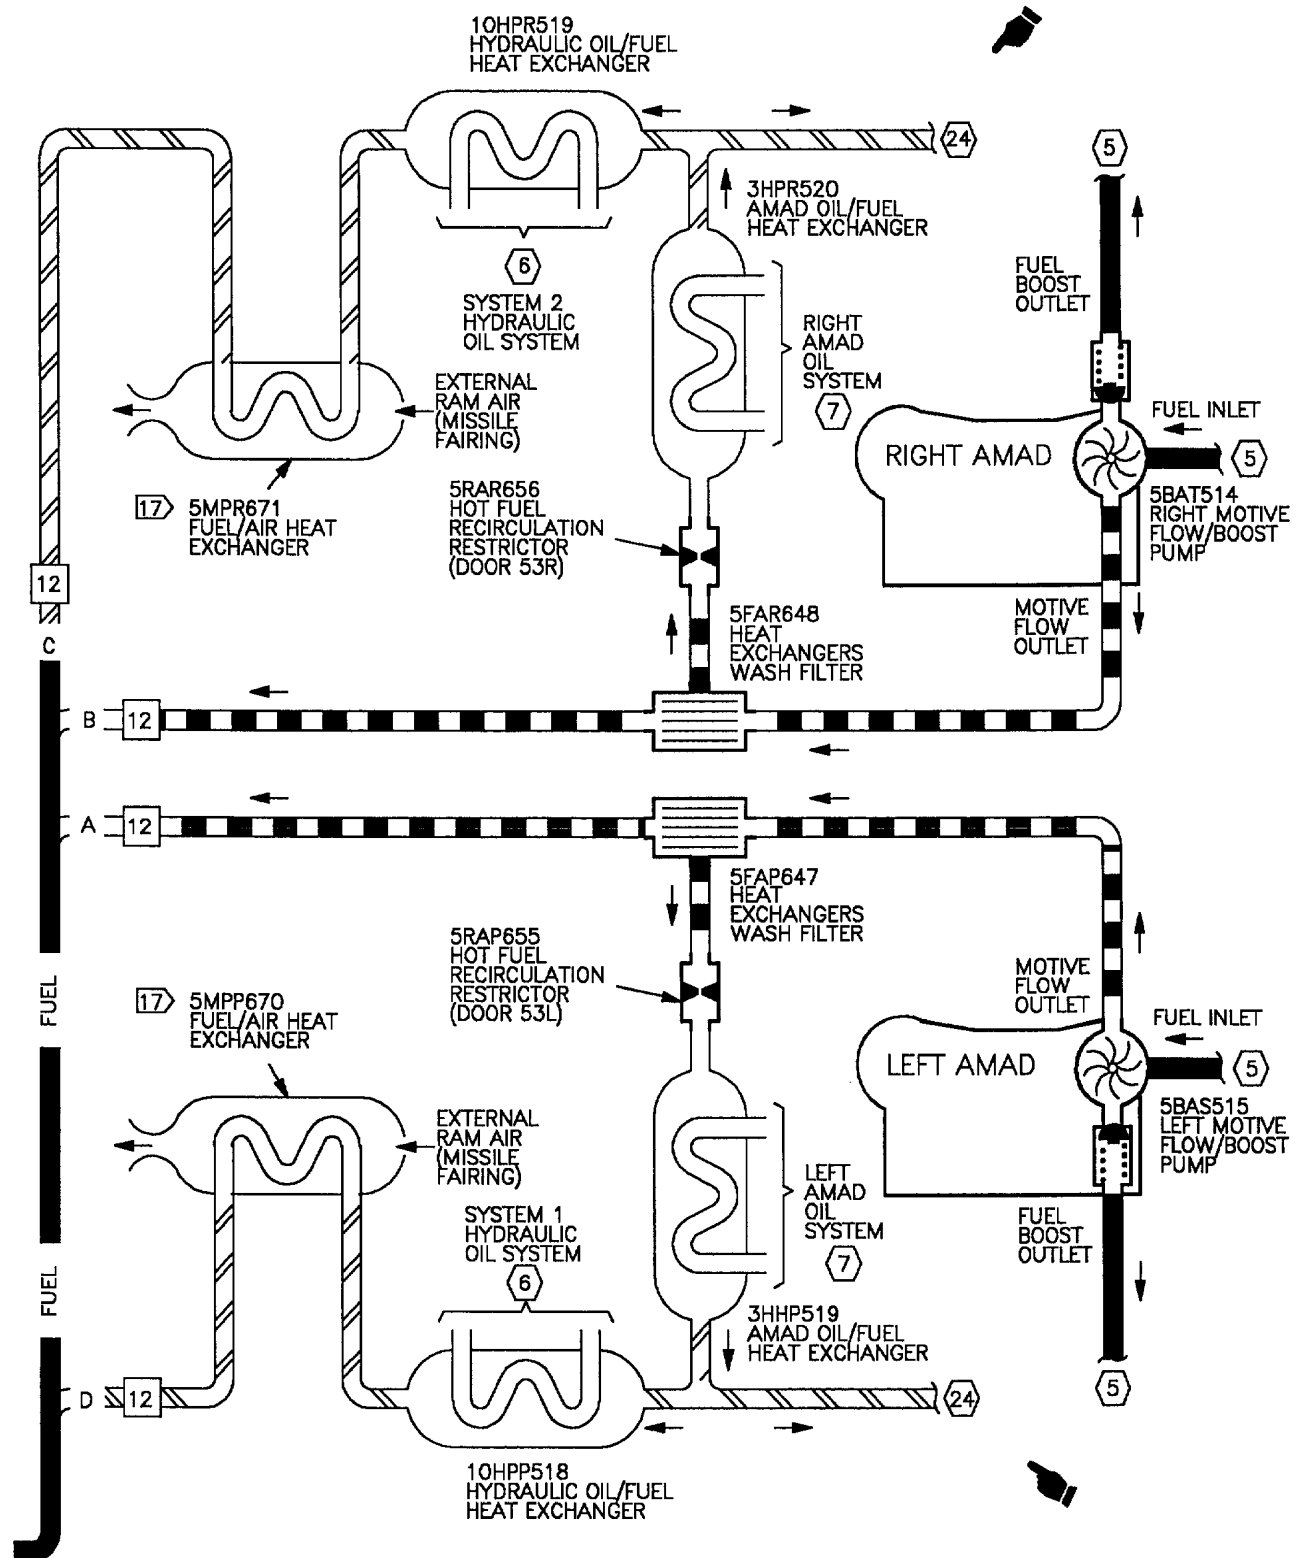 10HPR519
HYDRAULIC OIL/FUEL
HEAT EXCHANGER
24
5
3HPR520
AMAD OIL/FUEL
HEAT EXCHANGER
6
SYSTEM 2
HYDRAULIC
OIL SYSTEM
FUEL
BOOST
OUTLET
RIGHT
AMAD
OIL
SYSTEM
7
EXTERNAL
RAM AIR
(MISSILE
FAIRING)
FUEL INLET
RIGHT AMAD
5
17
5MPR671
FUEL/AIR HEAT
EXCHANGER
5RAR656
HOT FUEL
RECIRCULATION
RESTRICTOR
(DOOR 53R)
5BAT514
RIGHT MOTIVE
FLOW/BOOST
PUMP
12
C
5FAR648
HEAT
EXCHANGERS
WASH FILTER
MOTIVE
FLOW
OUTLET
B
12
A
12
5FAP647
HEAT
EXCHANGERS
WASH FILTER
5RAP655
HOT FUEL
RECIRCULATION
RESTRICTOR
(DOOR 53L)
MOTIVE
FLOW
OUTLET
FUEL
17
5MPP670
FUEL/AIR HEAT
EXCHANGER
FUEL INLET
LEFT AMAD
5
5BAS515
LEFT MOTIVE
FLOW/BOOST
PUMP
EXTERNAL
RAM AIR
(MISSILE
FAIRING)
LEFT
AMAD
OIL
SYSTEM
7
SYSTEM 1
HYDRAULIC
OIL SYSTEM
6
FUEL
BOOST
OUTLET
FUEL
3HHP519
AMAD OIL/FUEL
HEAT EXCHANGER
D
12
24
5
10HPP518
HYDRAULIC OIL/FUEL
HEAT EXCHANGER